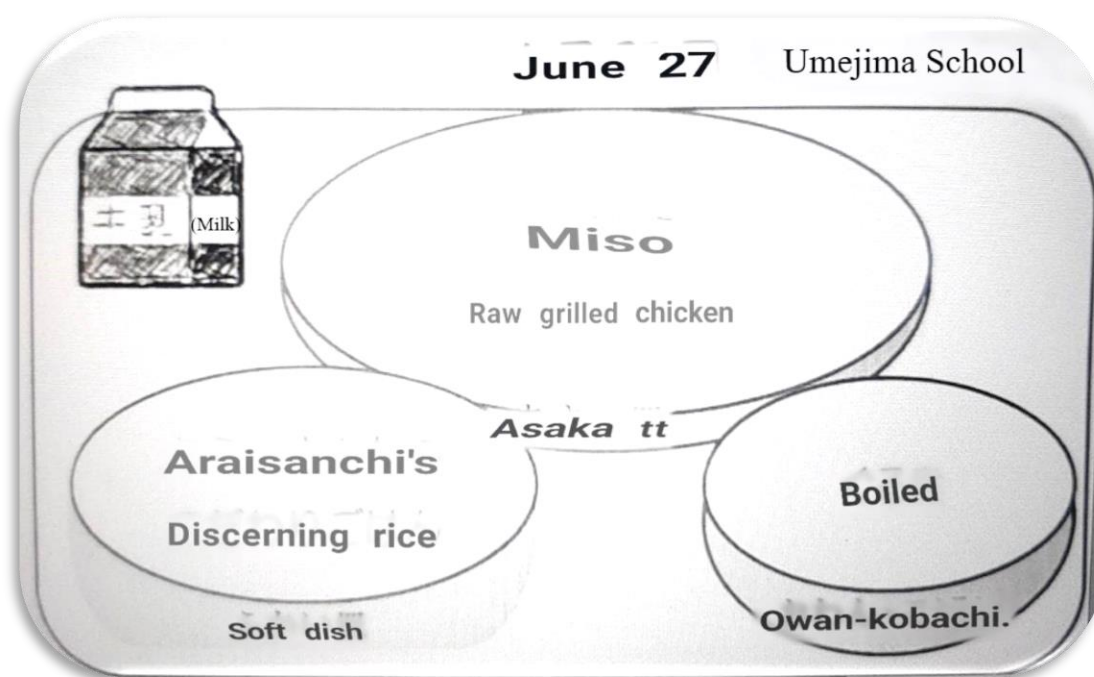 June 27 Umejima School
牛乳 (Milk)
Miso
Raw grilled chicken
Asaka tt
Araisanchi's
Discerning rice
Boiled
Soft dish
Owan-kobachi.